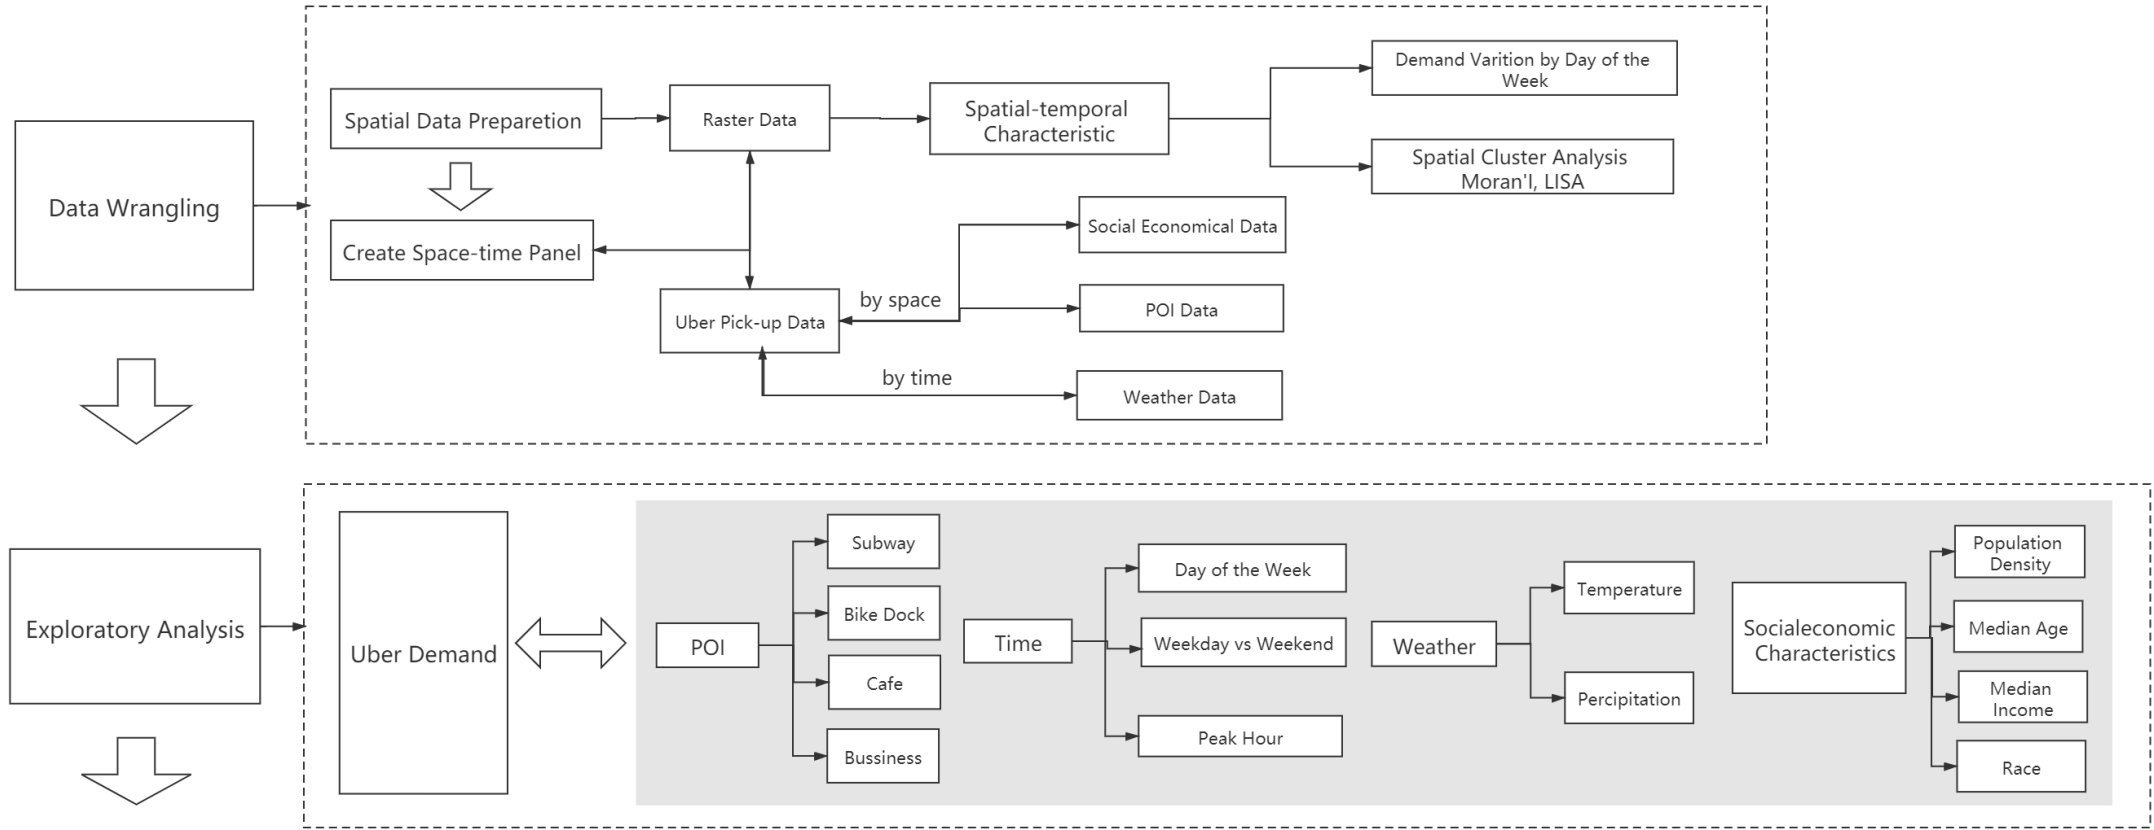 Data Wrangling
Spatial Data Preparetion
Raster Data
Spatial-temporal
Characteristic
Demand Varition by Day of the
Week
Spatial Cluster Analysis
Moran'I, LISA
Create Space-time Panel
Uber Pick-up Data
by space
by time
Social Economical Data
POI Data
Weather Data
Exploratory Analysis
Uber Demand
POI
Subway
Bike Dock
Cafe
Bussiness
Time
Day of the Week
Weekday vs Weekend
Peak Hour
Weather
Temperature
Percipitation
Socialeconomic
Characteristics
Population
Density
Median Age
Median
Income
Race